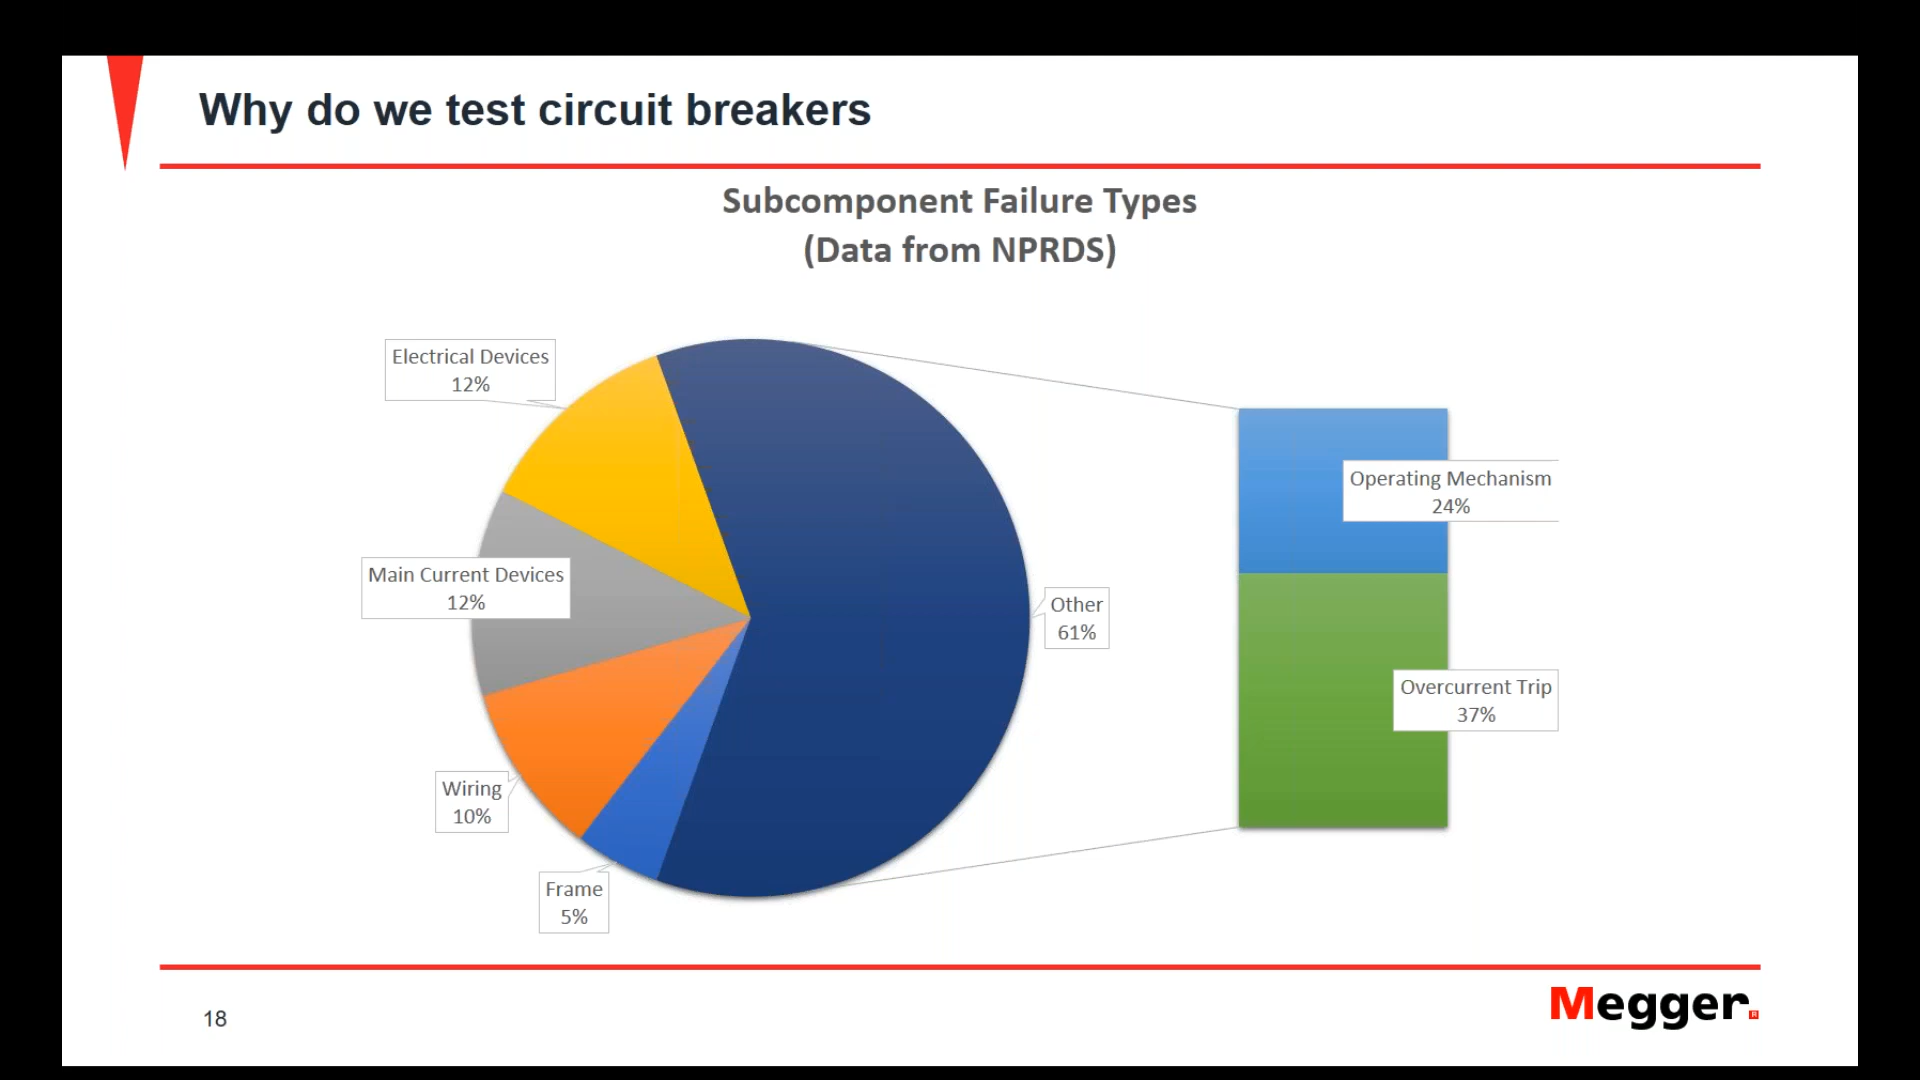 Why do we test circuit breakers
Subcomponent Failure Types
(Data from NPRDS)
Electrical Devices
12%
Operating Mechanism
24%
Main Current Devices
12%
Other
61%
Overcurrent Trip
37%
Wiring
10%
Frame
5%
18
Megger